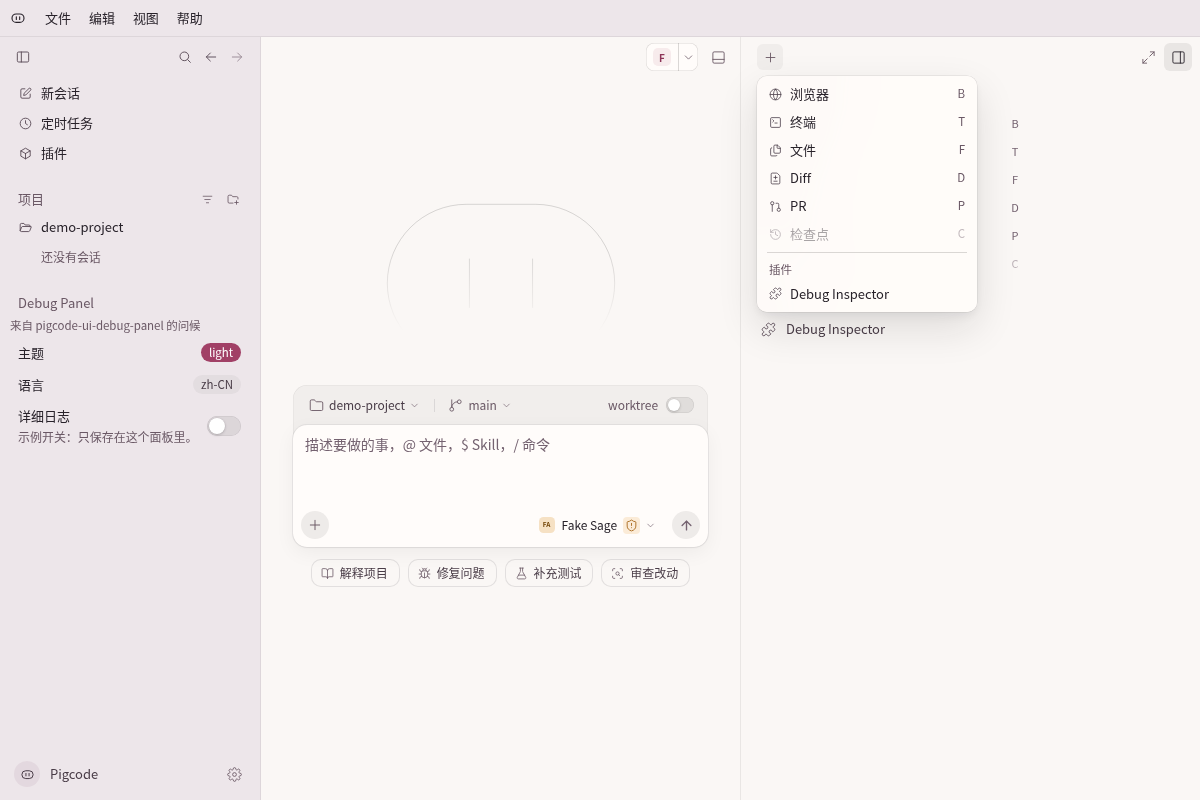 文件 编辑 视图 帮助
新会话
定时任务
插件
项目
demo-project
还没有会话
Debug Panel
来自 pigcode-ui-debug-panel 的问候
主题 light
语言 zh-CN
详细日志
示例开关：只保存在这个面板里。
Pigcode
F
demo-project main worktree
描述要做的事，@ 文件，$ Skill，/ 命令
FA Fake Sage
解释项目 修复问题 补充测试 审查改动
浏览器 B
终端 T
文件 F
Diff D
PR P
检查点 C
插件
Debug Inspector
B
T
F
D
P
C
Debug Inspector